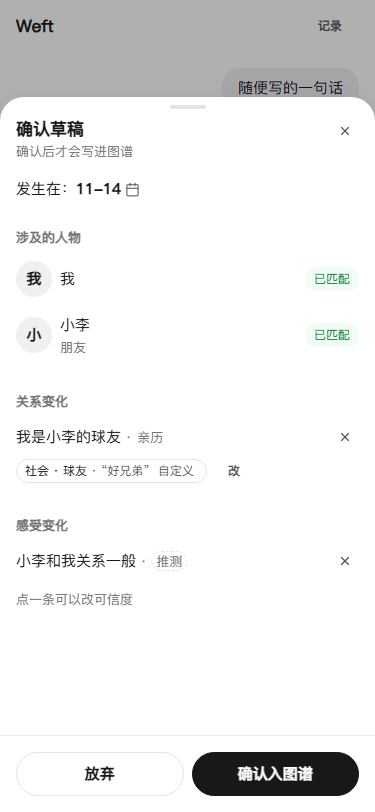 Weft
记录
随便写的一句话
确认草稿
×
确认后才会写进图谱
发生在：11–14
涉及的人物
我 我 已匹配
小 小李 已匹配
朋友
关系变化
我是小李的球友 · 亲历 ×
社会 · 球友 · “好兄弟” 自定义 改
感受变化
小李和我关系一般 · 推测 ×
点一条可以改可信度
放弃 确认入图谱